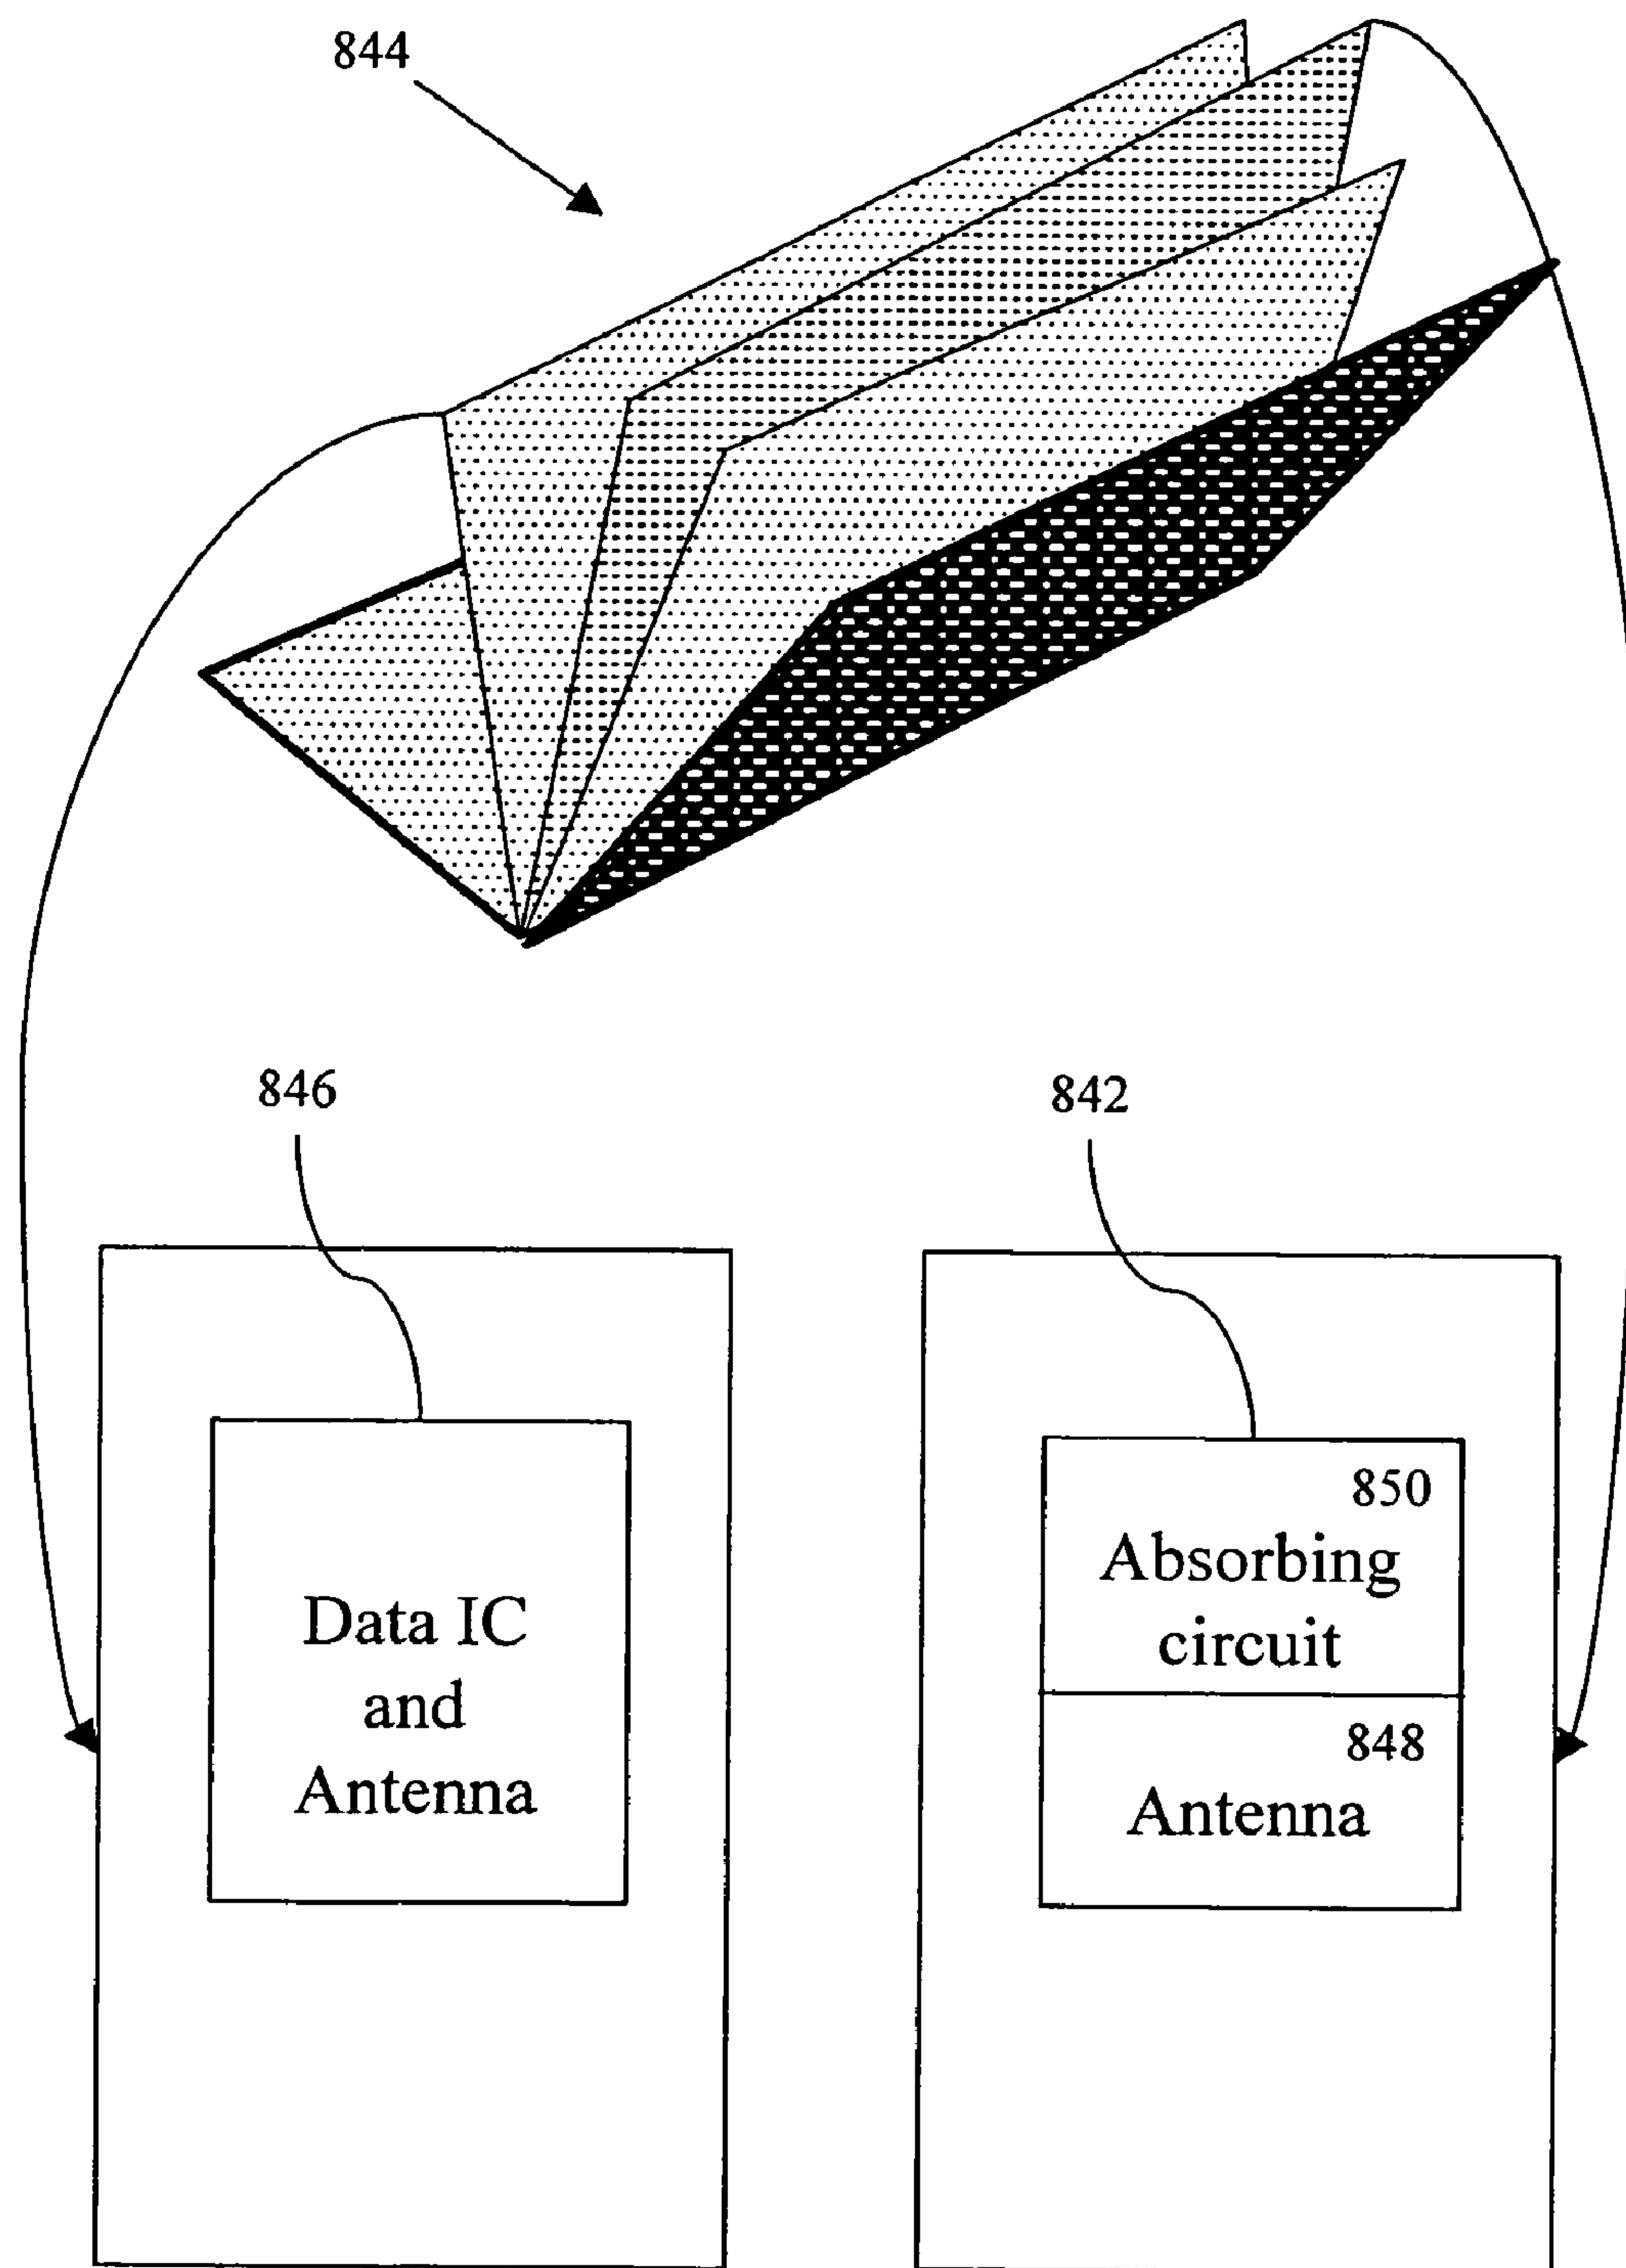 844
846
842
Data IC
and
Antenna
850
Absorbing
circuit
848
Antenna